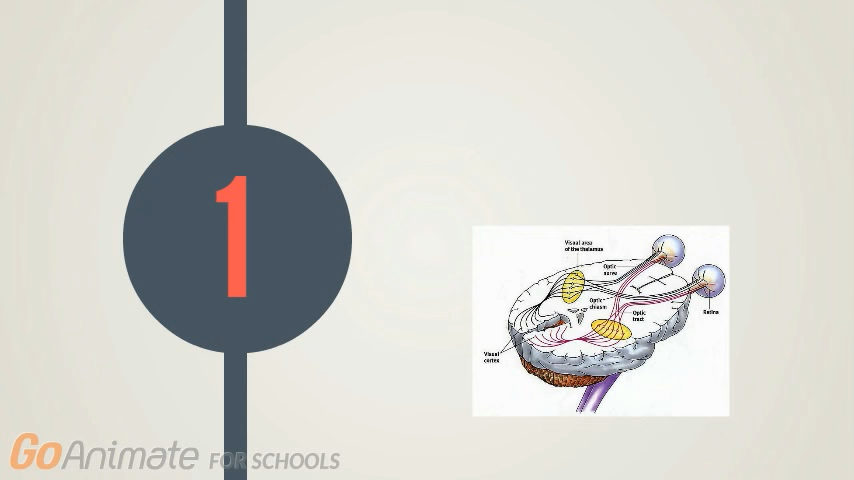 1
Visual area
of the thalamus
Optic
nerve
Optic
chiasm
Optic
tract
Retina
Visual
cortex
GoAnimate FOR SCHOOLS